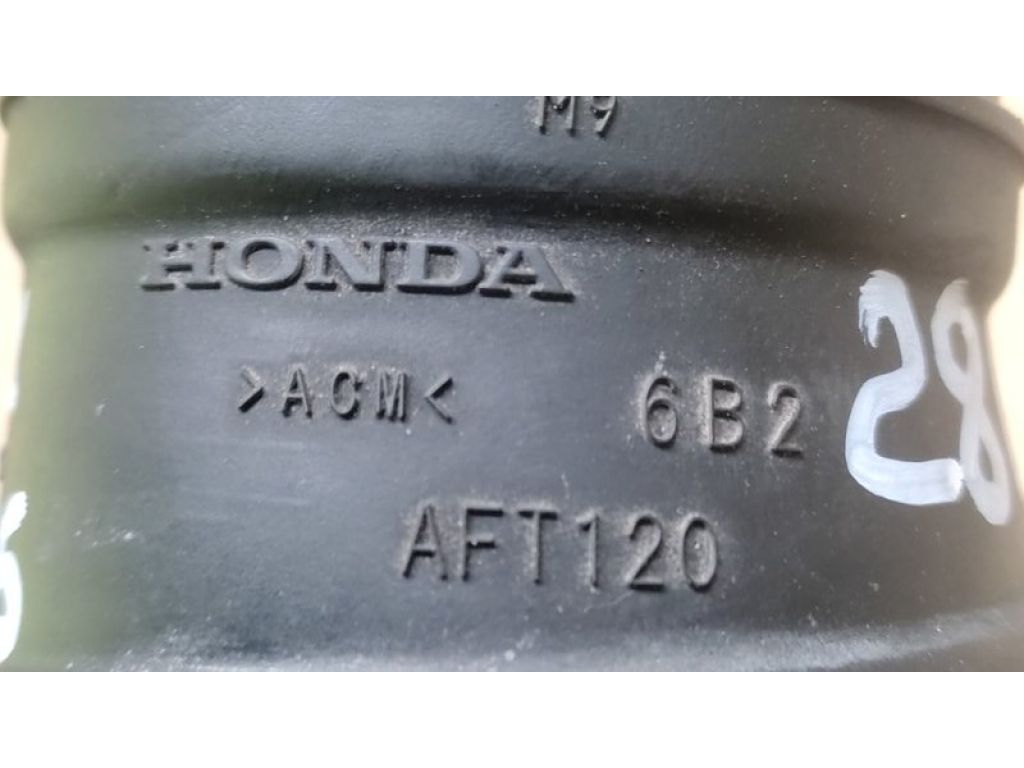 M9
HONDA
>ACM< 6B2
28
AFT120